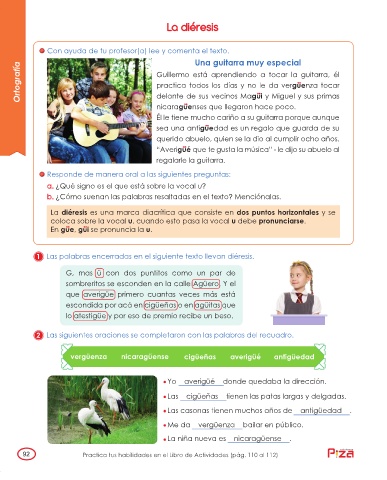 La diéresis
Ortografía
Con ayuda de tu profesor(a) lee y comenta el texto.
Una guitarra muy especial
Guillermo está aprendiendo a tocar la guitarra, él
practica todos los días y no le da vergüenza tocar
delante de sus vecinos Magüi y Miguel y sus primas
nicaragüenses que llegaron hace poco.
Él le tiene mucho cariño a su guitarra porque aunque
sea una antigüedad es un regalo que guarda de su
querido abuelo, quien se la dio al cumplir ocho años.
"Averigüé que te gusta la música" - le dijo su abuelo al
regalarle la guitarra.
Responde de manera oral a las siguientes preguntas:
a. ¿Qué signo es el que está sobre la vocal u?
b. ¿Cómo suenan las palabras resaltadas en el texto? Menciónalas.
La diéresis es una marca diacrítica que consiste en dos puntos horizontales y se
coloca sobre la vocal u, cuando esto pasa la vocal u debe pronunciarse.
En güe, güi se pronuncia la u.
1 Las palabras encerradas en el siguiente texto llevan diéresis.
G, mas ü con dos puntitos como un par de
sombreritos se esconden en la calle Agüero. Y el
que averigüe primero cuantas veces más está
escondida por acá en cigüeñas o en agüitas que
lo atestigüe y por eso de premio recibe un beso.
2 Las siguientes oraciones se completaron con las palabras del recuadro.
vergüenza nicaragüense cigüeñas averigüé antigüedad
Yo averigüé donde quedaba la dirección.
Las cigüeñas tienen las patas largas y delgadas.
Las casonas tienen muchos años de antigüedad.
Me da vergüenza bailar en público.
La niña nueva es nicaragüense.
92
Practica tus habilidades en el Libro de Actividades (pág. 110 al 112)
Piza